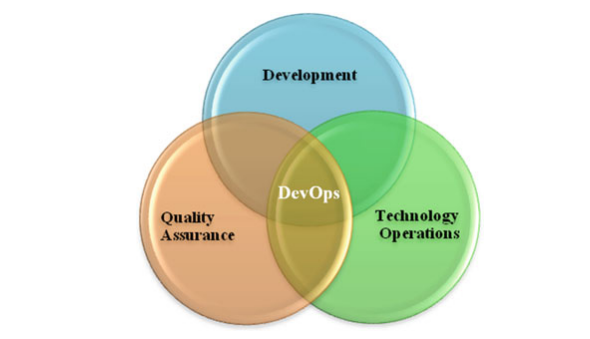 Development
DevOps
Quality
Assurance
Technology
Operations